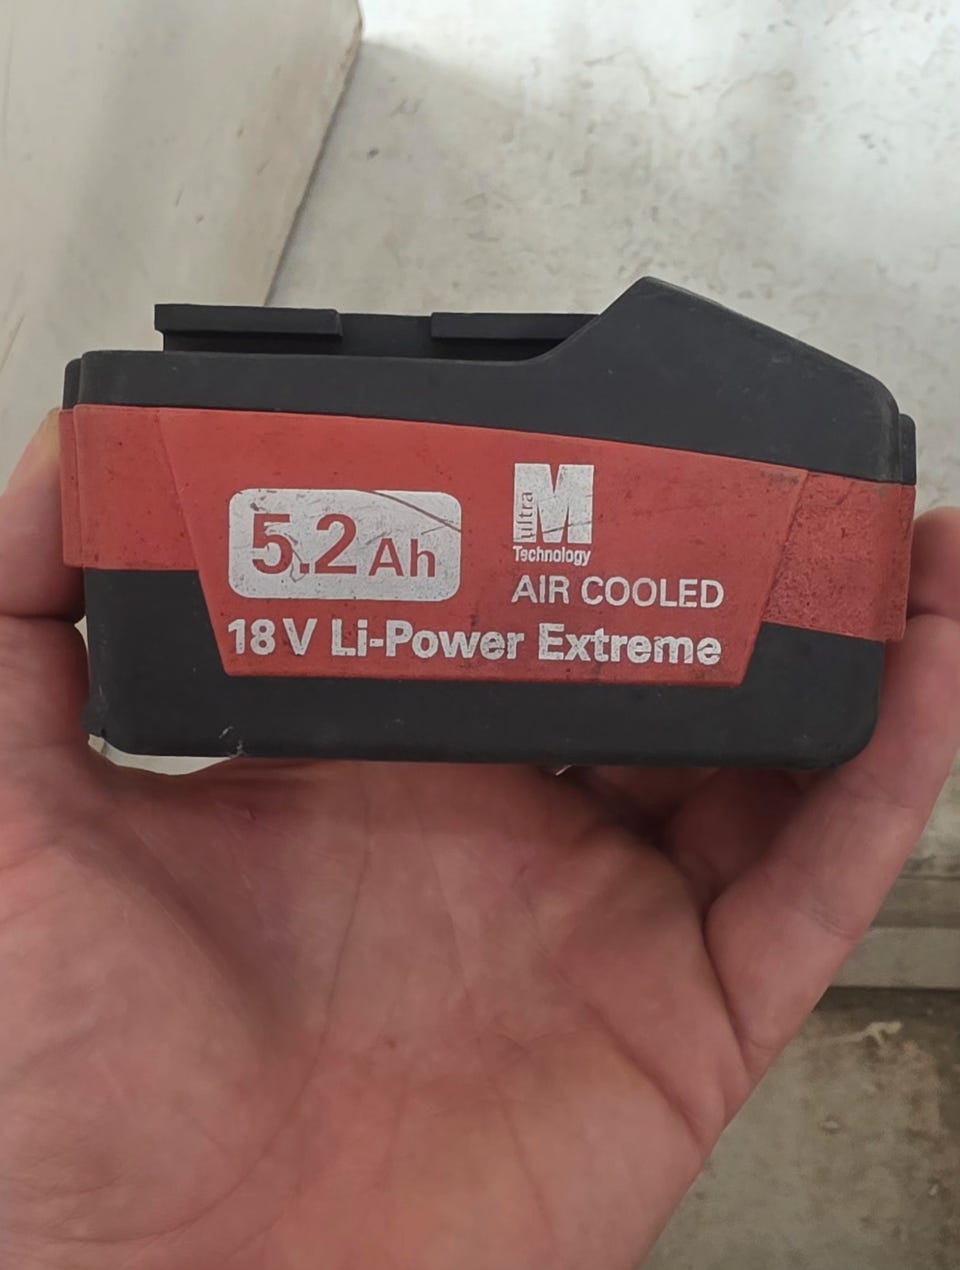 5.2 Ah
ultra M
Technology
AIR COOLED
18 V Li-Power Extreme